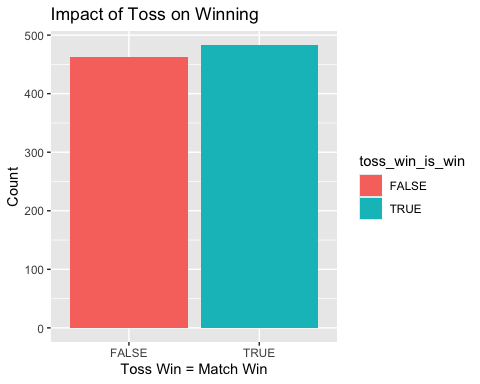 Impact of Toss on Winning
500
400
300
200
100
0
Count
FALSE TRUE
Toss Win = Match Win
toss_win_is_win
FALSE
TRUE